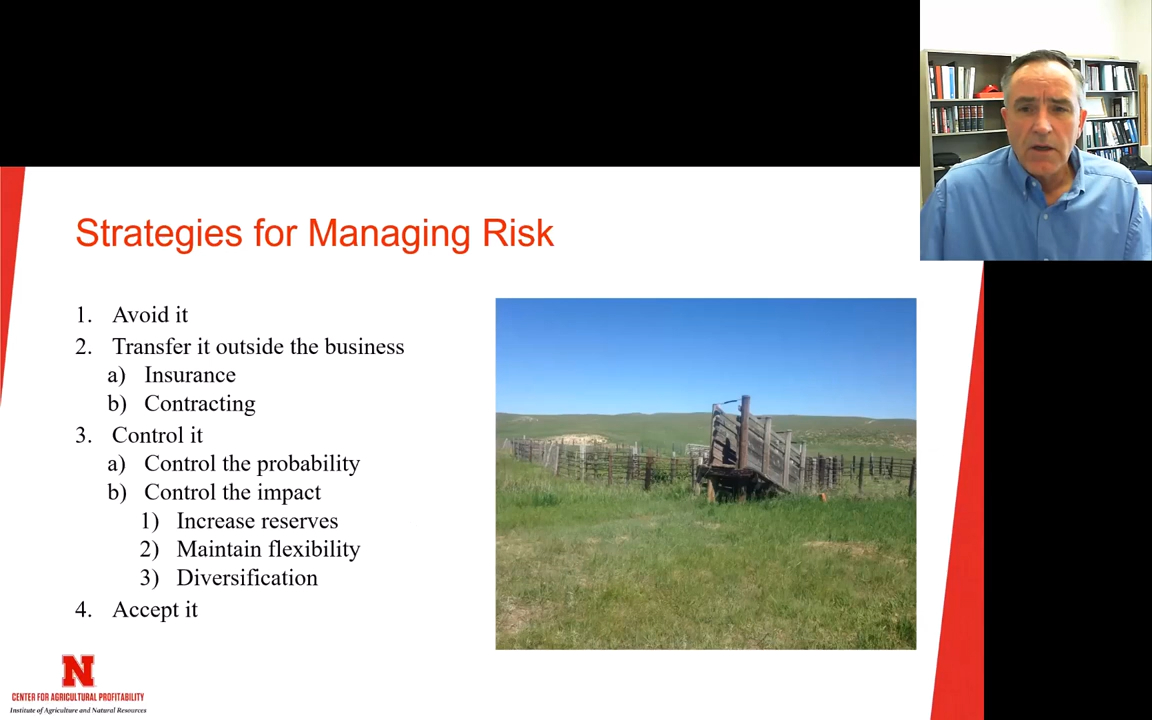 Strategies for Managing Risk
1. Avoid it
2. Transfer it outside the business
a) Insurance
b) Contracting
3. Control it
a) Control the probability
b) Control the impact
1) Increase reserves
2) Maintain flexibility
3) Diversification
4. Accept it
N
CENTER FOR AGRICULTURAL PROFITABILITY
Institute of Agriculture and Natural Resources